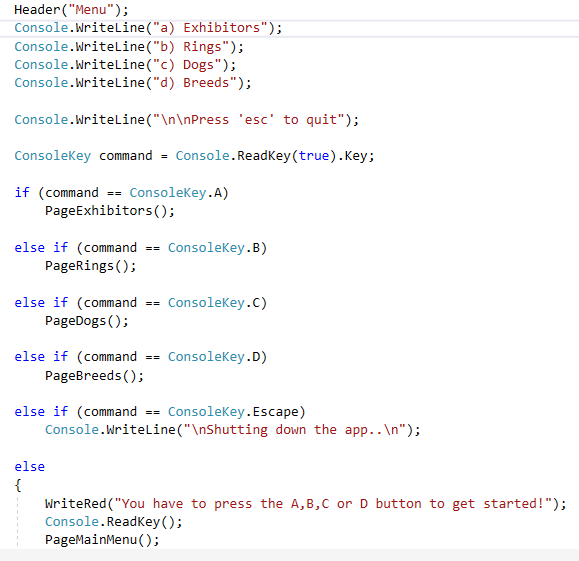 Header("Menu");
Console.WriteLine("a) Exhibitors");
Console.WriteLine("b) Rings");
Console.WriteLine("c) Dogs");
Console.WriteLine("d) Breeds");
Console.WriteLine("\n\nPress 'esc' to quit");
ConsoleKey command = Console.ReadKey(true).Key;
if (command == ConsoleKey.A)
PageExhibitors();
else if (command == ConsoleKey.B)
PageRings();
else if (command == ConsoleKey.C)
PageDogs();
else if (command == ConsoleKey.D)
PageBreeds();
else if (command == ConsoleKey.Escape)
Console.WriteLine("\nShutting down the app..\n");
else
{
WriteRed("You have to press the A,B,C or D button to get started!");
Console.ReadKey();
PageMainMenu();